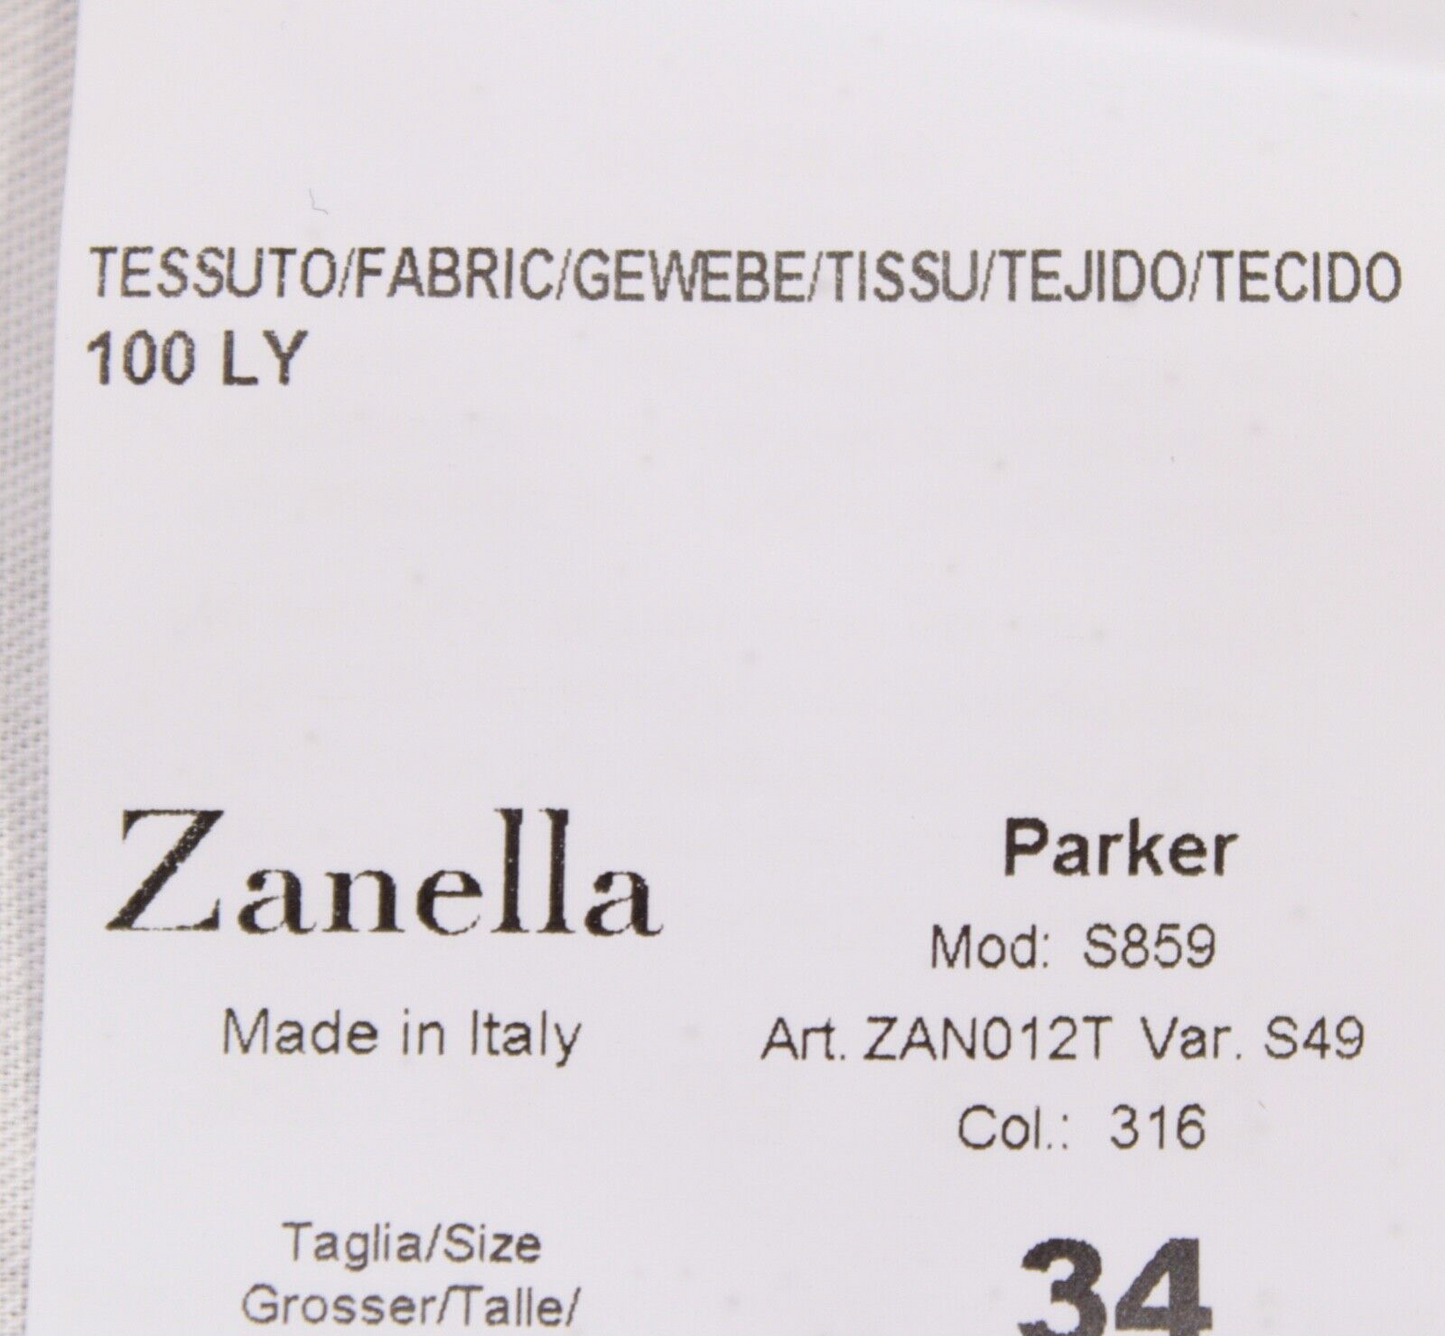 TESSUTO/FABRIC/GEWEBE/TISSU/TEJIDO/TECIDO
100 LY
Zanella
Made in Italy
Parker
Mod: S859
Art. ZAN012T Var. S49
Col.: 316
Taglia/Size
Grosser/Talle/
34